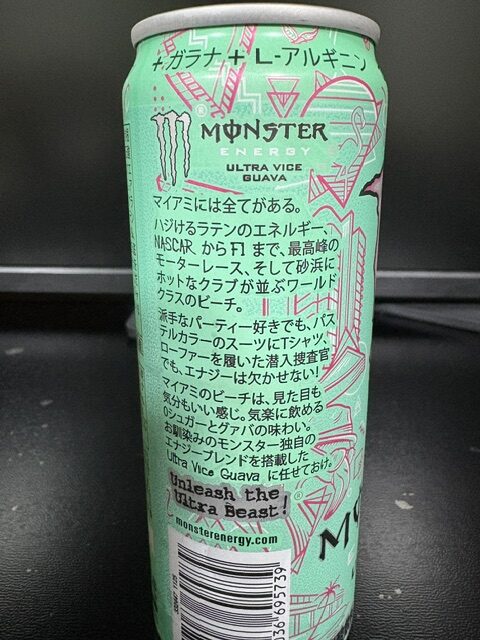 +ガラナ+L-アルギニン
MONSTER
ENERGY
ULTRA VICE
GUAVA
マイアミには全てがある。
ハジけるラテンのエネルギー、
NASCAR からF1 まで、最高峰の
モーターレース、そして砂浜に
ホットなクラブが並ぶワールド
クラスのビーチ。
派手なパーティー好きでも、パス
テルカラーのスーツにTシャツ、
ローファーを履いた潜入捜査官
でも、エナジーは欠かせない!
マイアミのビーチは、見た目も
気分もいい感じ。気楽に飲める
0シュガーとグァバの味わい。
お馴染みのモンスター独自の
エナジーブレンドを搭載した
Ultra Vice Guava に任せておけ。
Unleash the
Ultra Beast!
monsterenergy.com
036 695739